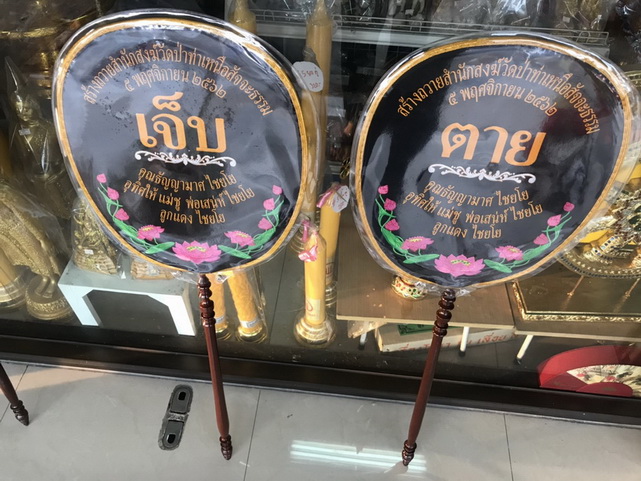 สร้างถวายสำนักสงฆ์วัดป่าท่าเหนือสัจจะธรรม
๕ พฤศจิกายน ๒๕๖๒
เจ็บ
คุณธัญญามาศ ไชยโย
อุทิศให้ แม่ชู พ่อเสน่ห์ ไชยโย
ลูกแดง ไชยโย
สร้างถวายสำนักสงฆ์วัดป่าท่าเหนือสัจจะธรรม
๕ พฤศจิกายน ๒๕๖๒
ตาย
คุณธัญญามาศ ไชยโย
อุทิศให้ แม่ชู พ่อเสน่ห์ ไชยโย
ลูกแดง ไชยโย